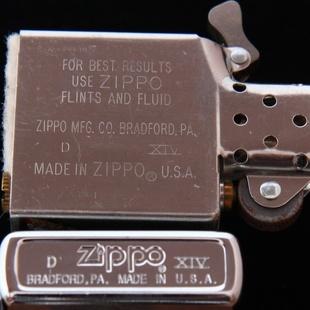 FOR BEST RESULTS
USE ZIPPO
FLINTS AND FLUID
ZIPPO MFG. CO. BRADFORD, PA.
D XIV
MADE IN ZIPPO® U.S.A.
D Zippo® XIV
BRADFORD, PA. MADE IN U.S.A.